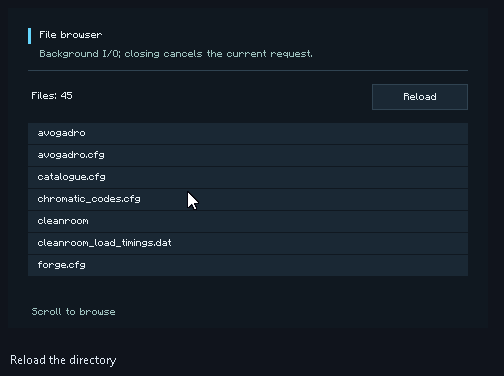 File browser
Background I/O; closing cancels the current request.
Files: 45
Reload
avogadro
avogadro.cfg
catalogue.cfg
chromatic_codes.cfg
cleanroom
cleanroom_load_timings.dat
forge.cfg
Scroll to browse
Reload the directory